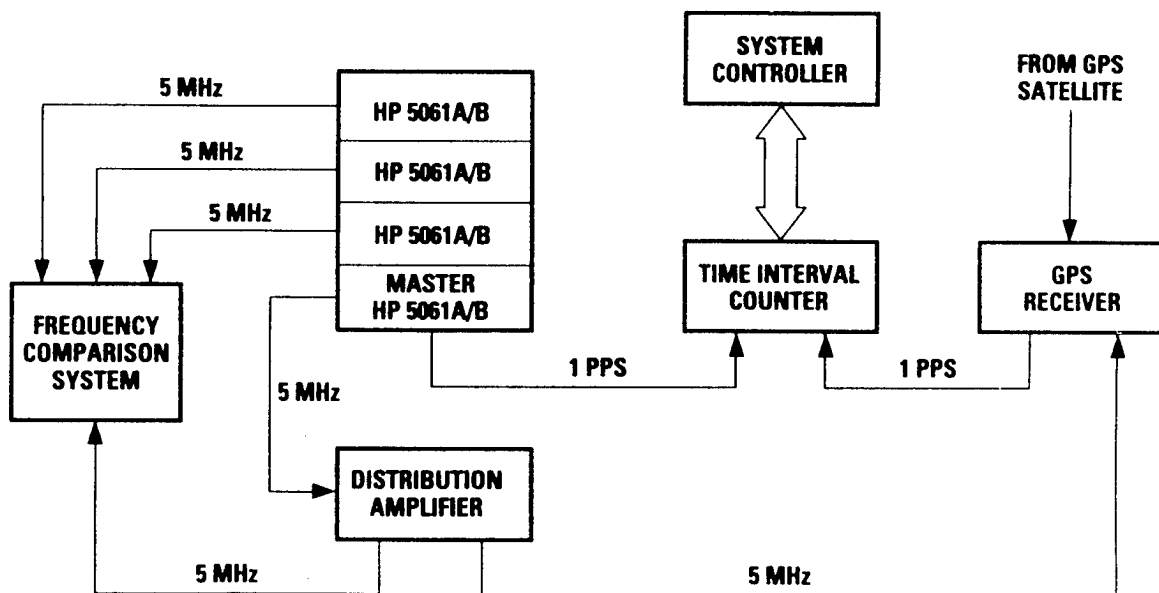 SYSTEM
CONTROLLER
FROM GPS
SATELLITE
5 MHz
HP 5061A/B
5 MHz
HP 5061A/B
5 MHz
HP 5061A/B
MASTER
HP 5061A/B
TIME INTERVAL
COUNTER
GPS
RECEIVER
FREQUENCY
COMPARISON
SYSTEM
1 PPS
1 PPS
5 MHz
DISTRIBUTION
AMPLIFIER
5 MHz
5 MHz